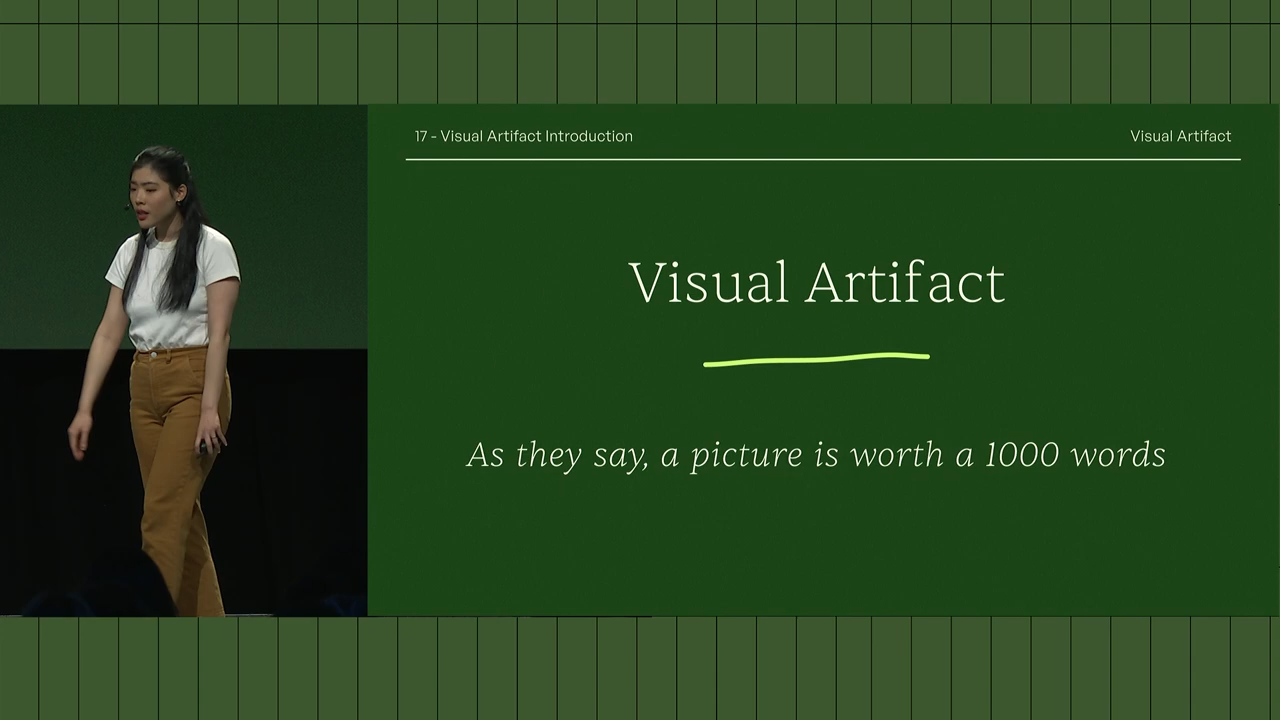 17 - Visual Artifact Introduction
Visual Artifact
Visual Artifact
As they say, a picture is worth a 1000 words